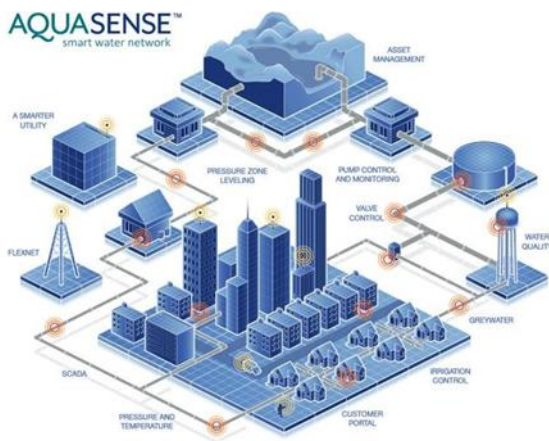 AQUASENSE™
smart water network
ASSET
MANAGEMENT
A SMARTER
UTILITY
PRESSURE ZONE
LEVELING
PUMP CONTROL
AND MONITORING
VALVE
CONTROL
FLEXNET
WATER
QUALITY
GREYWATER
SCADA
IRRIGATION
CONTROL
PRESSURE AND
TEMPERATURE
CUSTOMER
PORTAL